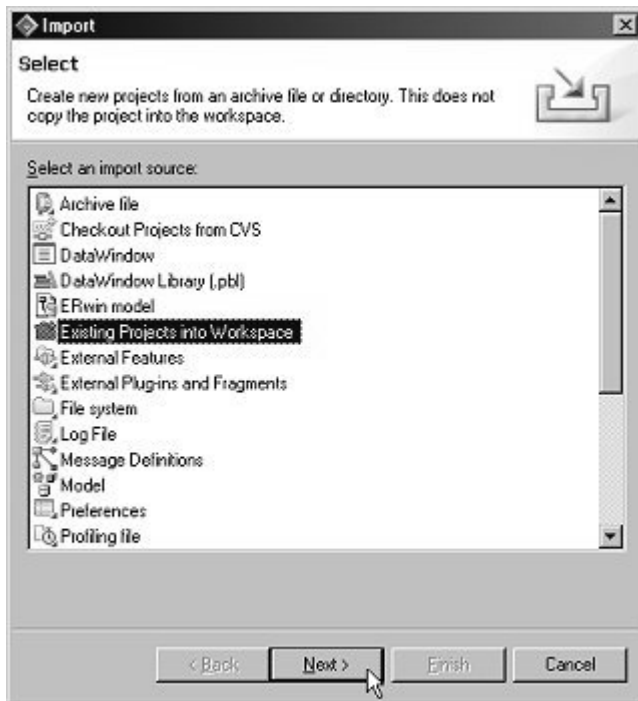 Import
Select
Create new projects from an archive file or directory. This does not
copy the project into the workspace.
Select an import source:
Archive file
Checkout Projects from CVS
DataWindow
DataWindow Library (.pbl)
ERwin model
Existing Projects into Workspace
External Features
External Plug-ins and Fragments
File system
Log File
Message Definitions
Model
Preferences
Profiling file
< Back Next > Finish Cancel